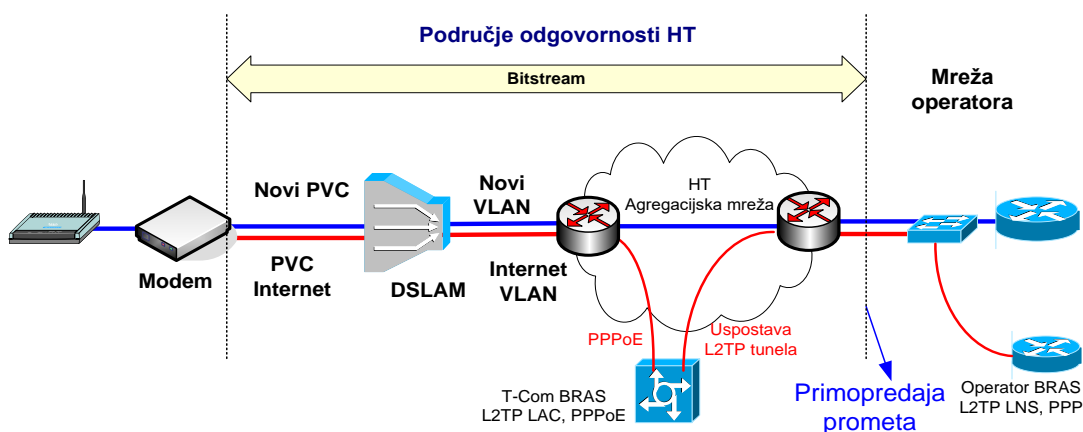 Područje odgovornosti HT
Bitstream
Mreža
operatora
Novi PVC
Novi
VLAN
HT
Agregacijska mreža
Modem
PVC
Internet
DSLAM
Internet
VLAN
PPPoE
Uspostava
L2TP tunela
T-Com BRAS
L2TP LAC, PPPoE
Primopredaja
prometa
Operator BRAS
L2TP LNS, PPP